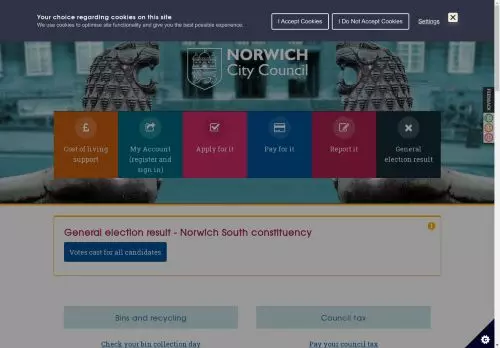 Your choice regarding cookies on this site
We use cookies to optimise site functionality and give you the best possible experience.
I Accept Cookies
I Do Not Accept Cookies
Settings
NORWICH
City Council
FEEDBACK
Cost of living
support
My Account
(register and
sign in)
Apply for it
Pay for it
Report it
General
election result
General election result - Norwich South constituency
Votes cast for all candidates
Bins and recycling
Council tax
Check your bin collection day
Pay your council tax